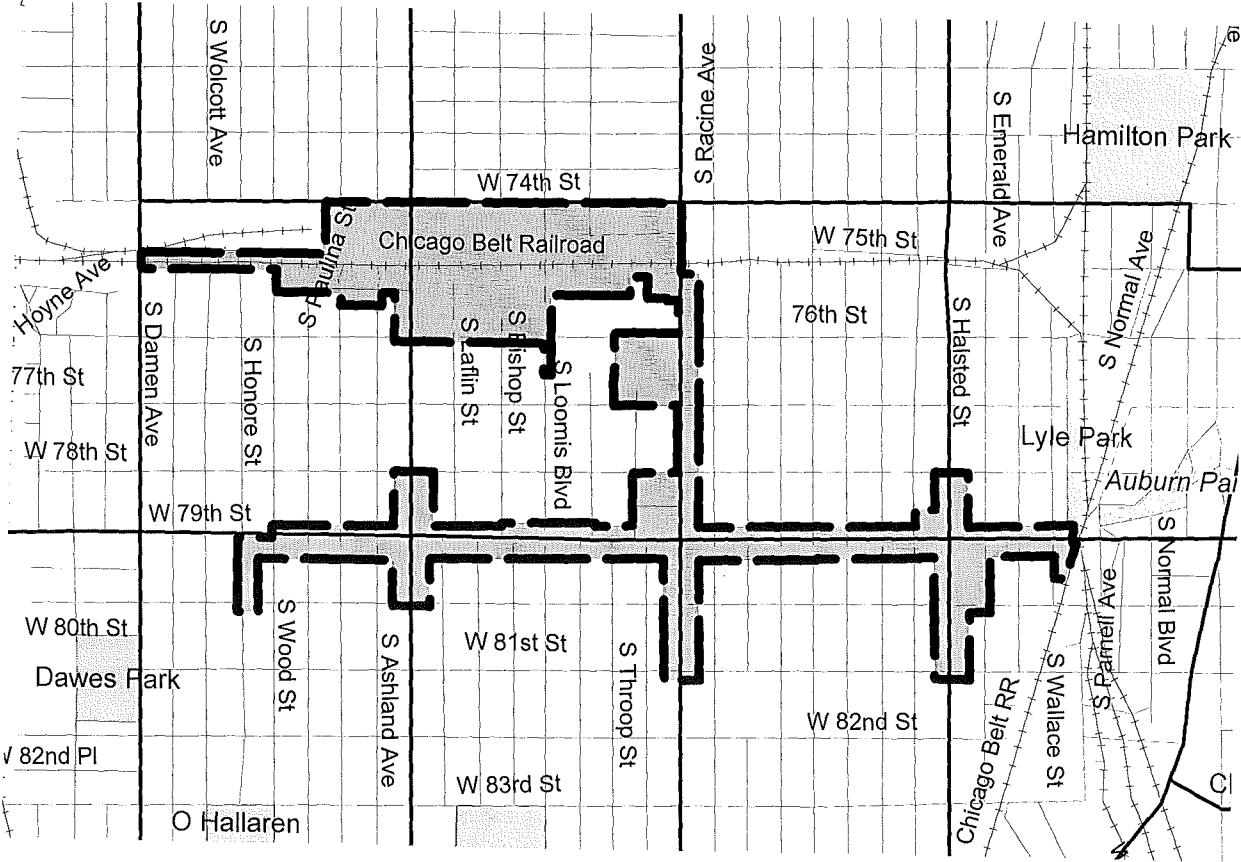 S Wolcott Ave
S Racine Ave
S Emerald Ave
Hamilton Park
W 74th St
S Paulina St
Chicago Belt Railroad
W 75th St
S Normal Ave
Hoyne Ave
S Damen Ave
S Honore St
S Laflin St
S Bishop St
S Loomis Blvd
76th St
S Halsted St
77th St
W 78th St
Lyle Park
Auburn Pa
W 79th St
S Normal Blvd
W 80th St
Dawes Park
S Wood St
S Ashland Ave
W 81st St
S Throop St
W 82nd St
Chicago Belt RR
S Wallace St
S Parnell Ave
82nd Pl
W 83rd St
O Hallaren